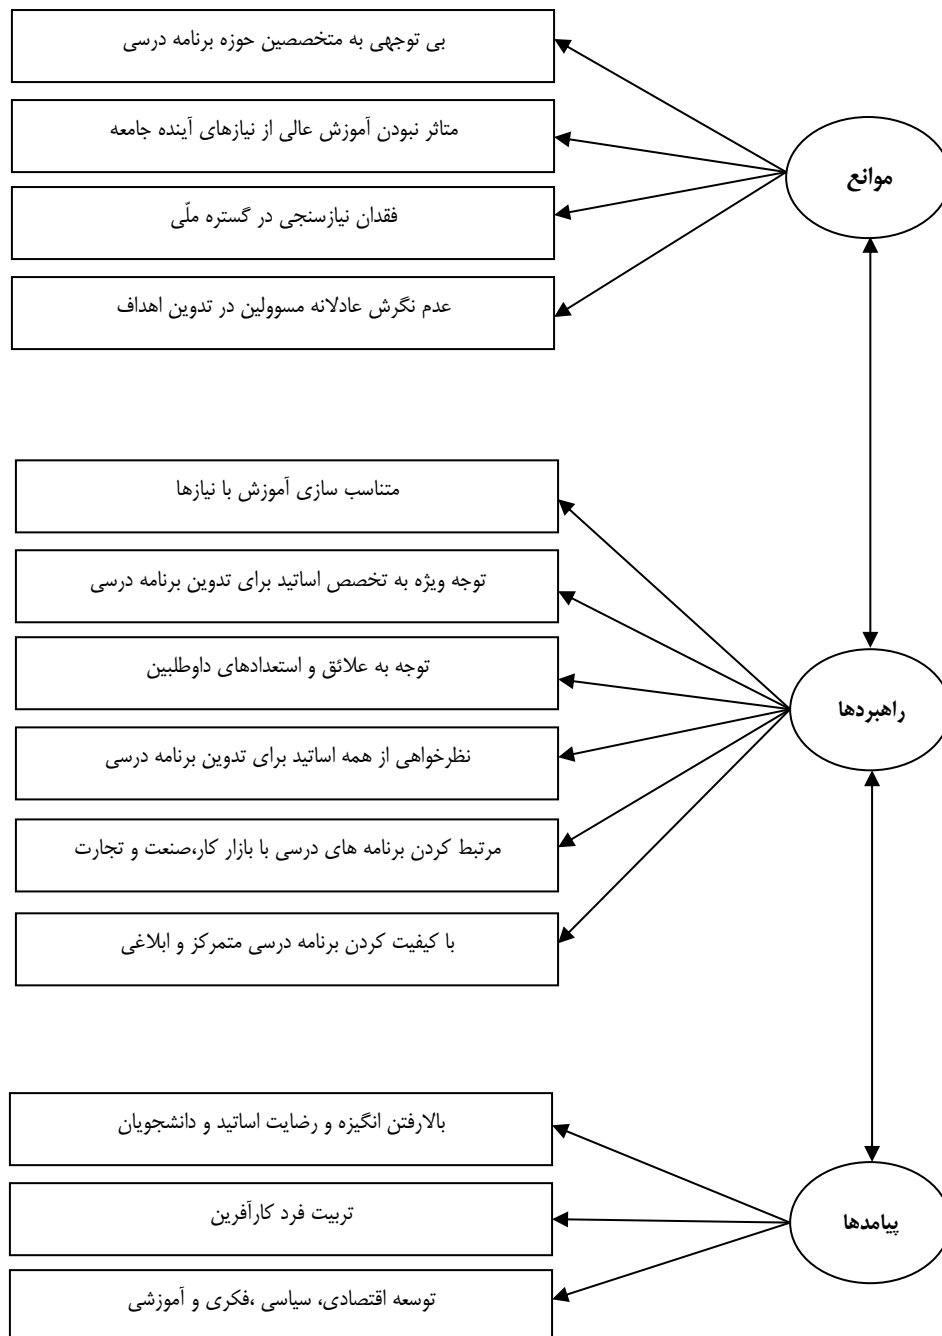 موانع
بی توجهی به متخصصین حوزه برنامه درسی
متاثر نبودن آموزش عالی از نیازهای آینده جامعه
فقدان نیازسنجی در گستره ملّی
عدم نگرش عادلانه مسوولین در تدوین اهداف
راهبردها
متناسب سازی آموزش با نیازها
توجه ویژه به تخصص اساتید برای تدوین برنامه درسی
توجه به علائق و استعدادهای داوطلبین
نظرخواهی از همه اساتید برای تدوین برنامه درسی
مرتبط کردن برنامه های درسی با بازار کار،صنعت و تجارت
با کیفیت کردن برنامه درسی متمرکز و ابلاغی
پیامدها
بالارفتن انگیزه و رضایت اساتید و دانشجویان
تربیت فرد کارآفرین
توسعه اقتصادی، سیاسی ،فکری و آموزشی